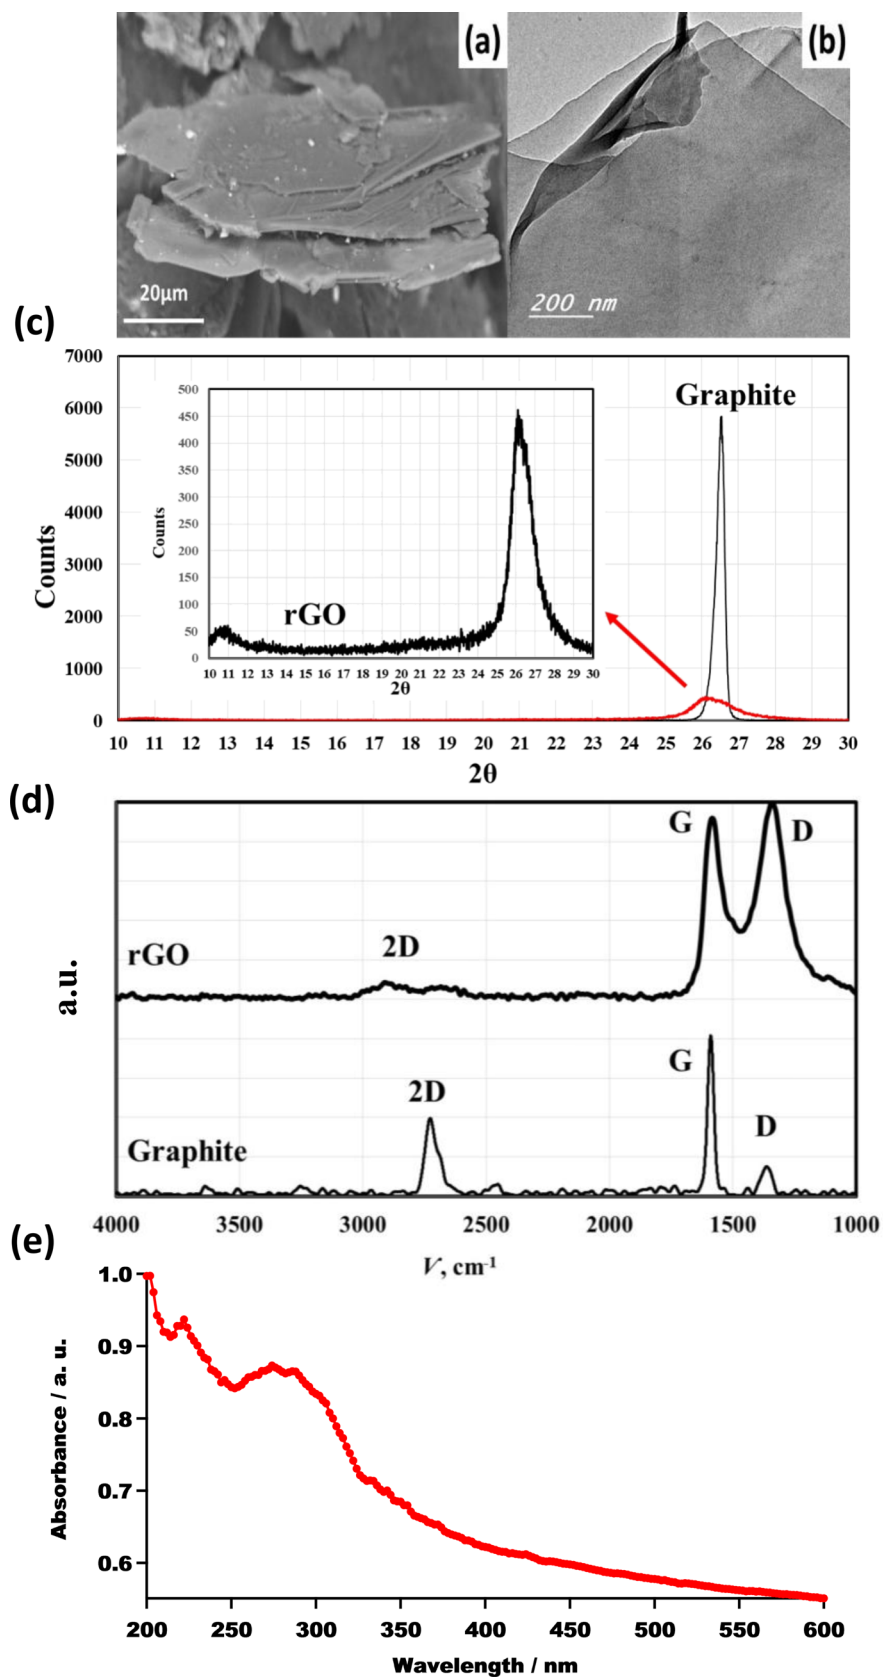 (a)
(b)
20μm
200 nm
(c)
7000
6000
5000
4000
3000
2000
1000
0
Counts
Graphite
500
450
400
350
300
250
200
150
100
50
0
Counts
rGO
10 11 12 13 14 15 16 17 18 19 20 21 22 23 24 25 26 27 28 29 30
2θ
10 11 12 13 14 15 16 17 18 19 20 21 22 23 24 25 26 27 28 29 30
2θ
(d)
G
D
2D
rGO
a.u.
G
2D
D
Graphite
4000 3500 3000 2500 2000 1500 1000
V, cm⁻¹
(e)
1.0
0.9
0.8
0.7
0.6
Absorbance / a. u.
200 250 300 350 400 450 500 550 600
Wavelength / nm